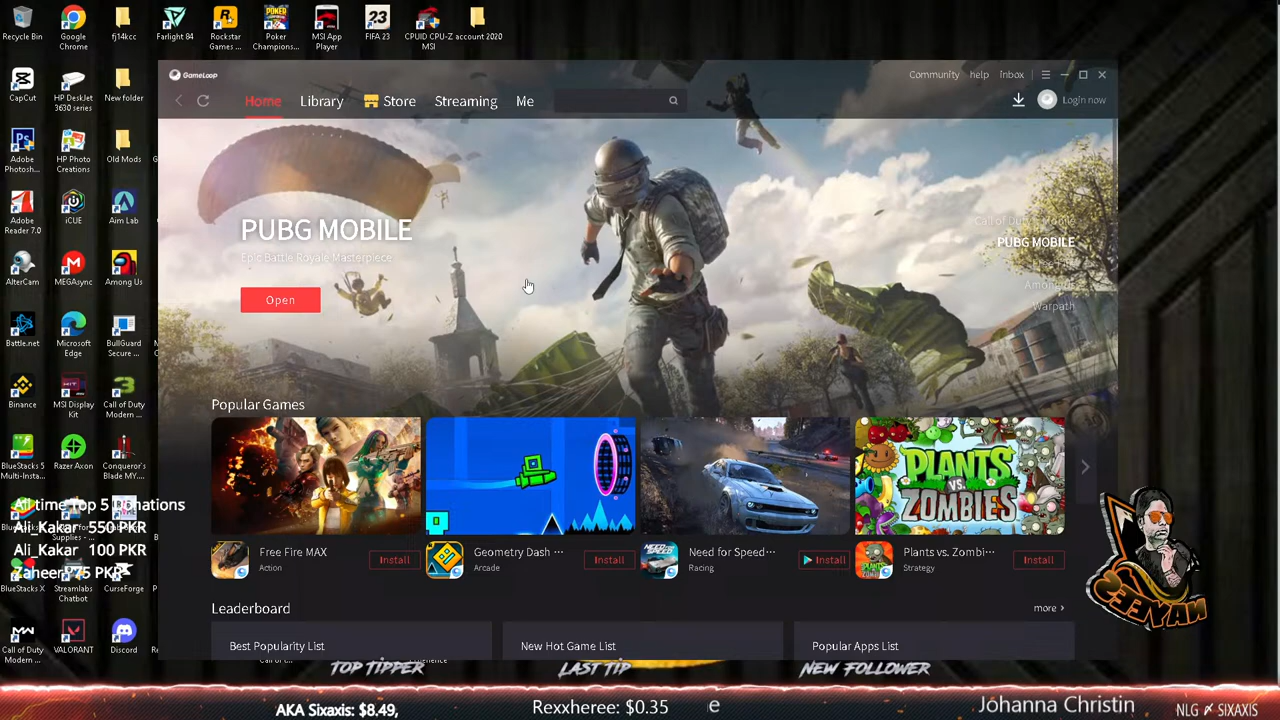 Recycle Bin
Google Chrome
fj14kcc
Farlight 84
Rockstar Games ...
Poker Champions...
MSI App Player
FIFA 23
CPUID CPU-Z MSI
account 2020
CapCut
HP DeskJet 3630 series
New folder
Adobe Photosh...
HP Photo Creations
Old Mods
Adobe Reader 7.0
iCUE
Aim Lab
AlterCam
MEGAsync
Among Us
Battle.net
Microsoft Edge
BullGuard Secure ...
Binance
MSI Display Kit
Call of Duty Modern ...
BlueStacks 5 Multi-Insta...
Razer Axon
Conqueror's Blade MY...
BlueStacks X
Streamlabs Chatbot
CurseForge
Call of Duty Modern ...
VALORANT
Discord
All time Top 5 Donations
Ali_Kakar 550 PKR
Ali_Kakar 100 PKR
ZaheerP75 PKR
GameLoop
Community help inbox
Home Library Store Streaming Me
Login now
PUBG MOBILE
Epic Battle Royale Masterpiece
Open
Call of Duty: Mobile
PUBG MOBILE
Among Us
Warpath
Popular Games
PLANTS VS. ZOMBIES
Free Fire MAX
Action
Install
Geometry Dash ···
Arcade
Install
Need for Speed···
Racing
Install
Plants vs. Zombi···
Strategy
Install
Leaderboard
more ›
Best Popularity List
New Hot Game List
Popular Apps List
TOP TIPPER
LAST TIP
NEW FOLLOWER
AKA Sixaxis: $8.49,
Rexxheree: $0.35
e
Johanna Christin
NLG SIXAXIS